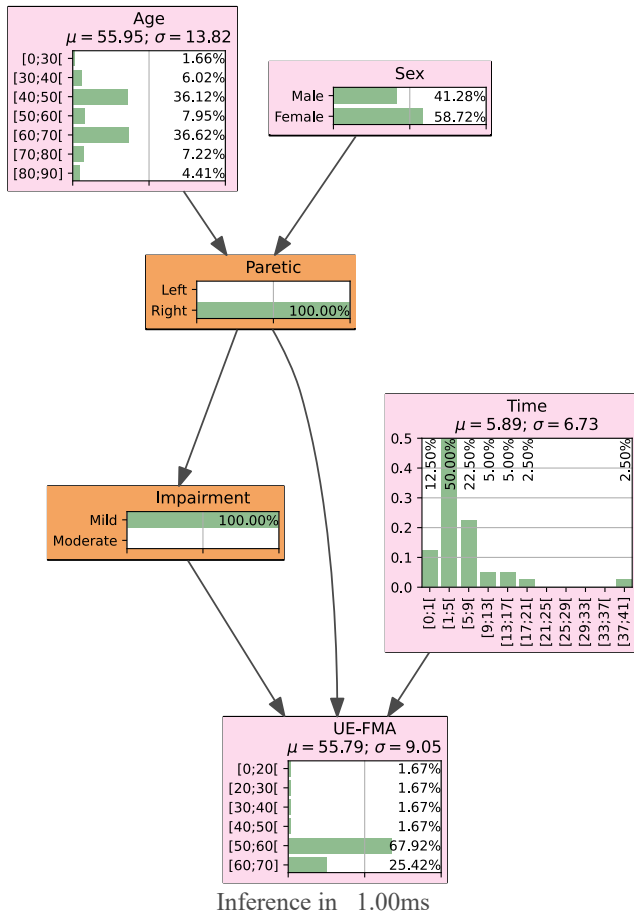 Age
μ = 55.95; σ = 13.82
[0;30[ 1.66%
[30;40[ 6.02%
[40;50[ 36.12%
[50;60[ 7.95%
[60;70[ 36.62%
[70;80[ 7.22%
[80;90] 4.41%
Sex
Male 41.28%
Female 58.72%
Paretic
Left
Right 100.00%
Time
μ = 5.89; σ = 6.73
0.5
0.4
0.3
0.2
0.1
0.0
12.50% 50.00% 22.50% 5.00% 5.00% 2.50% 2.50%
[0;1[ [1;5[ [5;9[ [9;13[ [13;17[ [17;21[ [21;25[ [25;29[ [29;33[ [33;37[ [37;41]
Impairment
Mild 100.00%
Moderate
UE-FMA
μ = 55.79; σ = 9.05
[0;20[ 1.67%
[20;30[ 1.67%
[30;40[ 1.67%
[40;50[ 1.67%
[50;60[ 67.92%
[60;70] 25.42%
Inference in 1.00ms